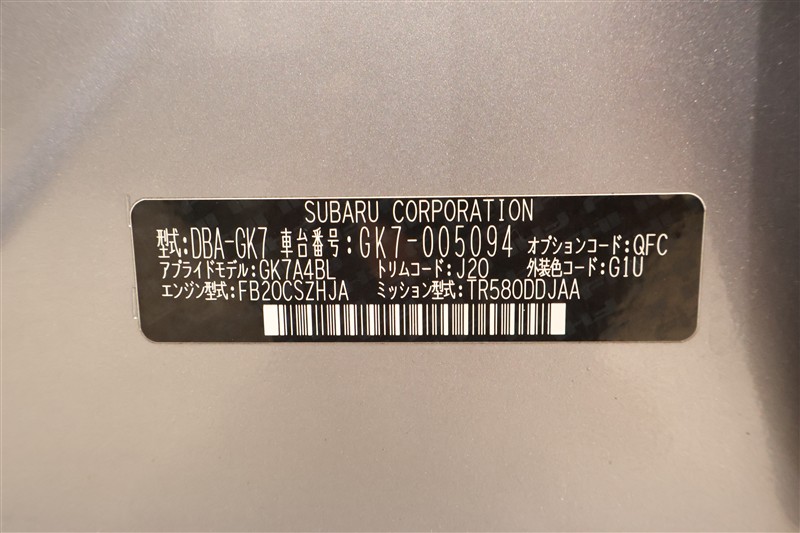 SUBARU CORPORATION
型式:DBA-GK7 車台番号:GK7-005094 オプションコード:QFC
アプライドモデル:GK7A4BL トリムコード:J20 外装色コード:G1U
エンジン型式:FB20CSZHJA ミッション型式:TR580DDJAA